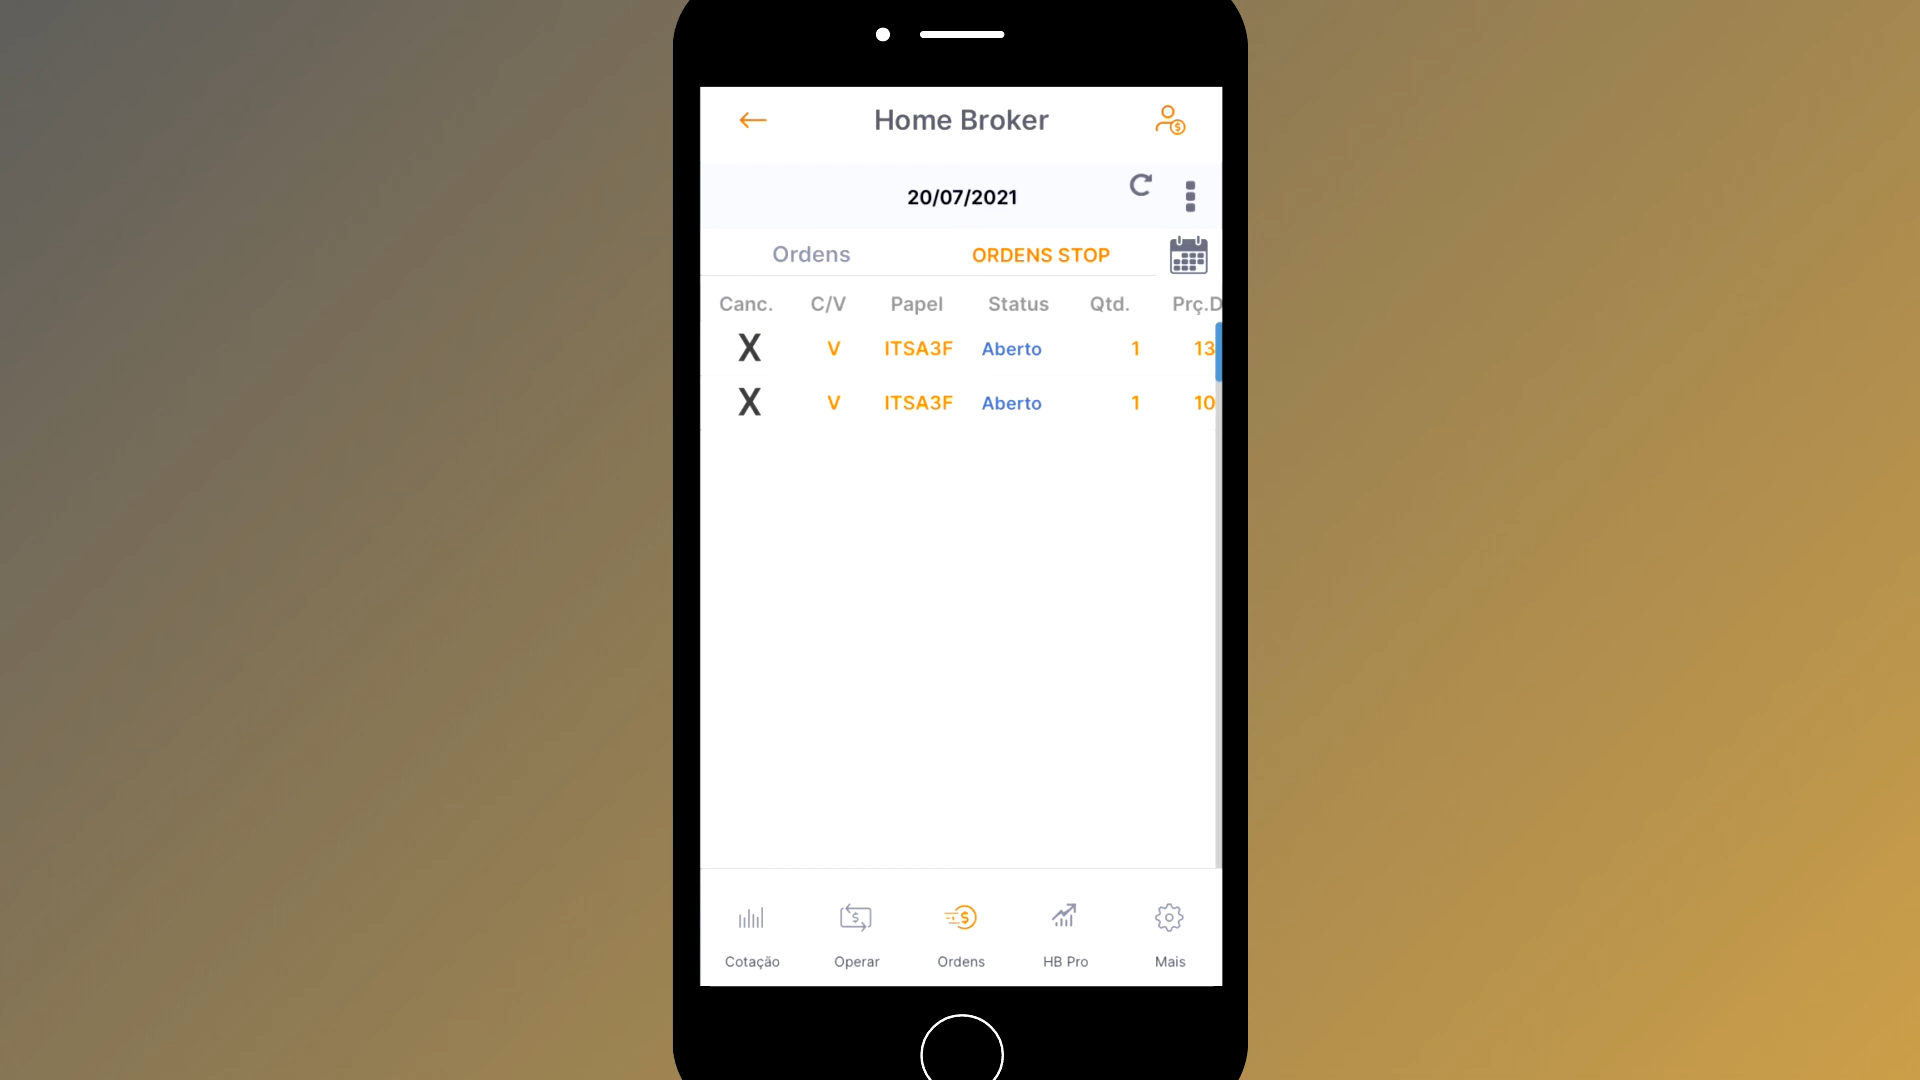 Home Broker
20/07/2021
Ordens ORDENS STOP
Canc. C/V Papel Status Qtd. Prç.D
X V ITSA3F Aberto 1 13
X V ITSA3F Aberto 1 10
Cotação Operar Ordens HB Pro Mais